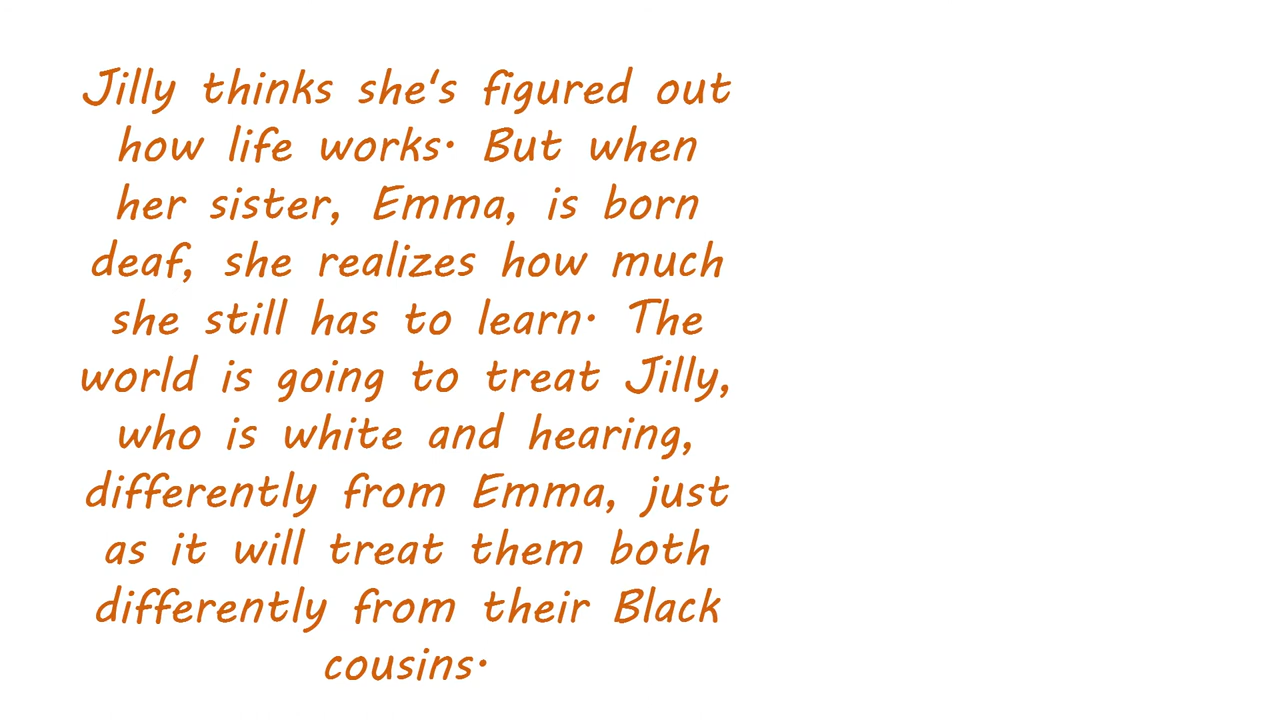 Jilly thinks she's figured out
how life works. But when
her sister, Emma, is born
deaf, she realizes how much
she still has to learn. The
world is going to treat Jilly,
who is white and hearing,
differently from Emma, just
as it will treat them both
differently from their Black
cousins.